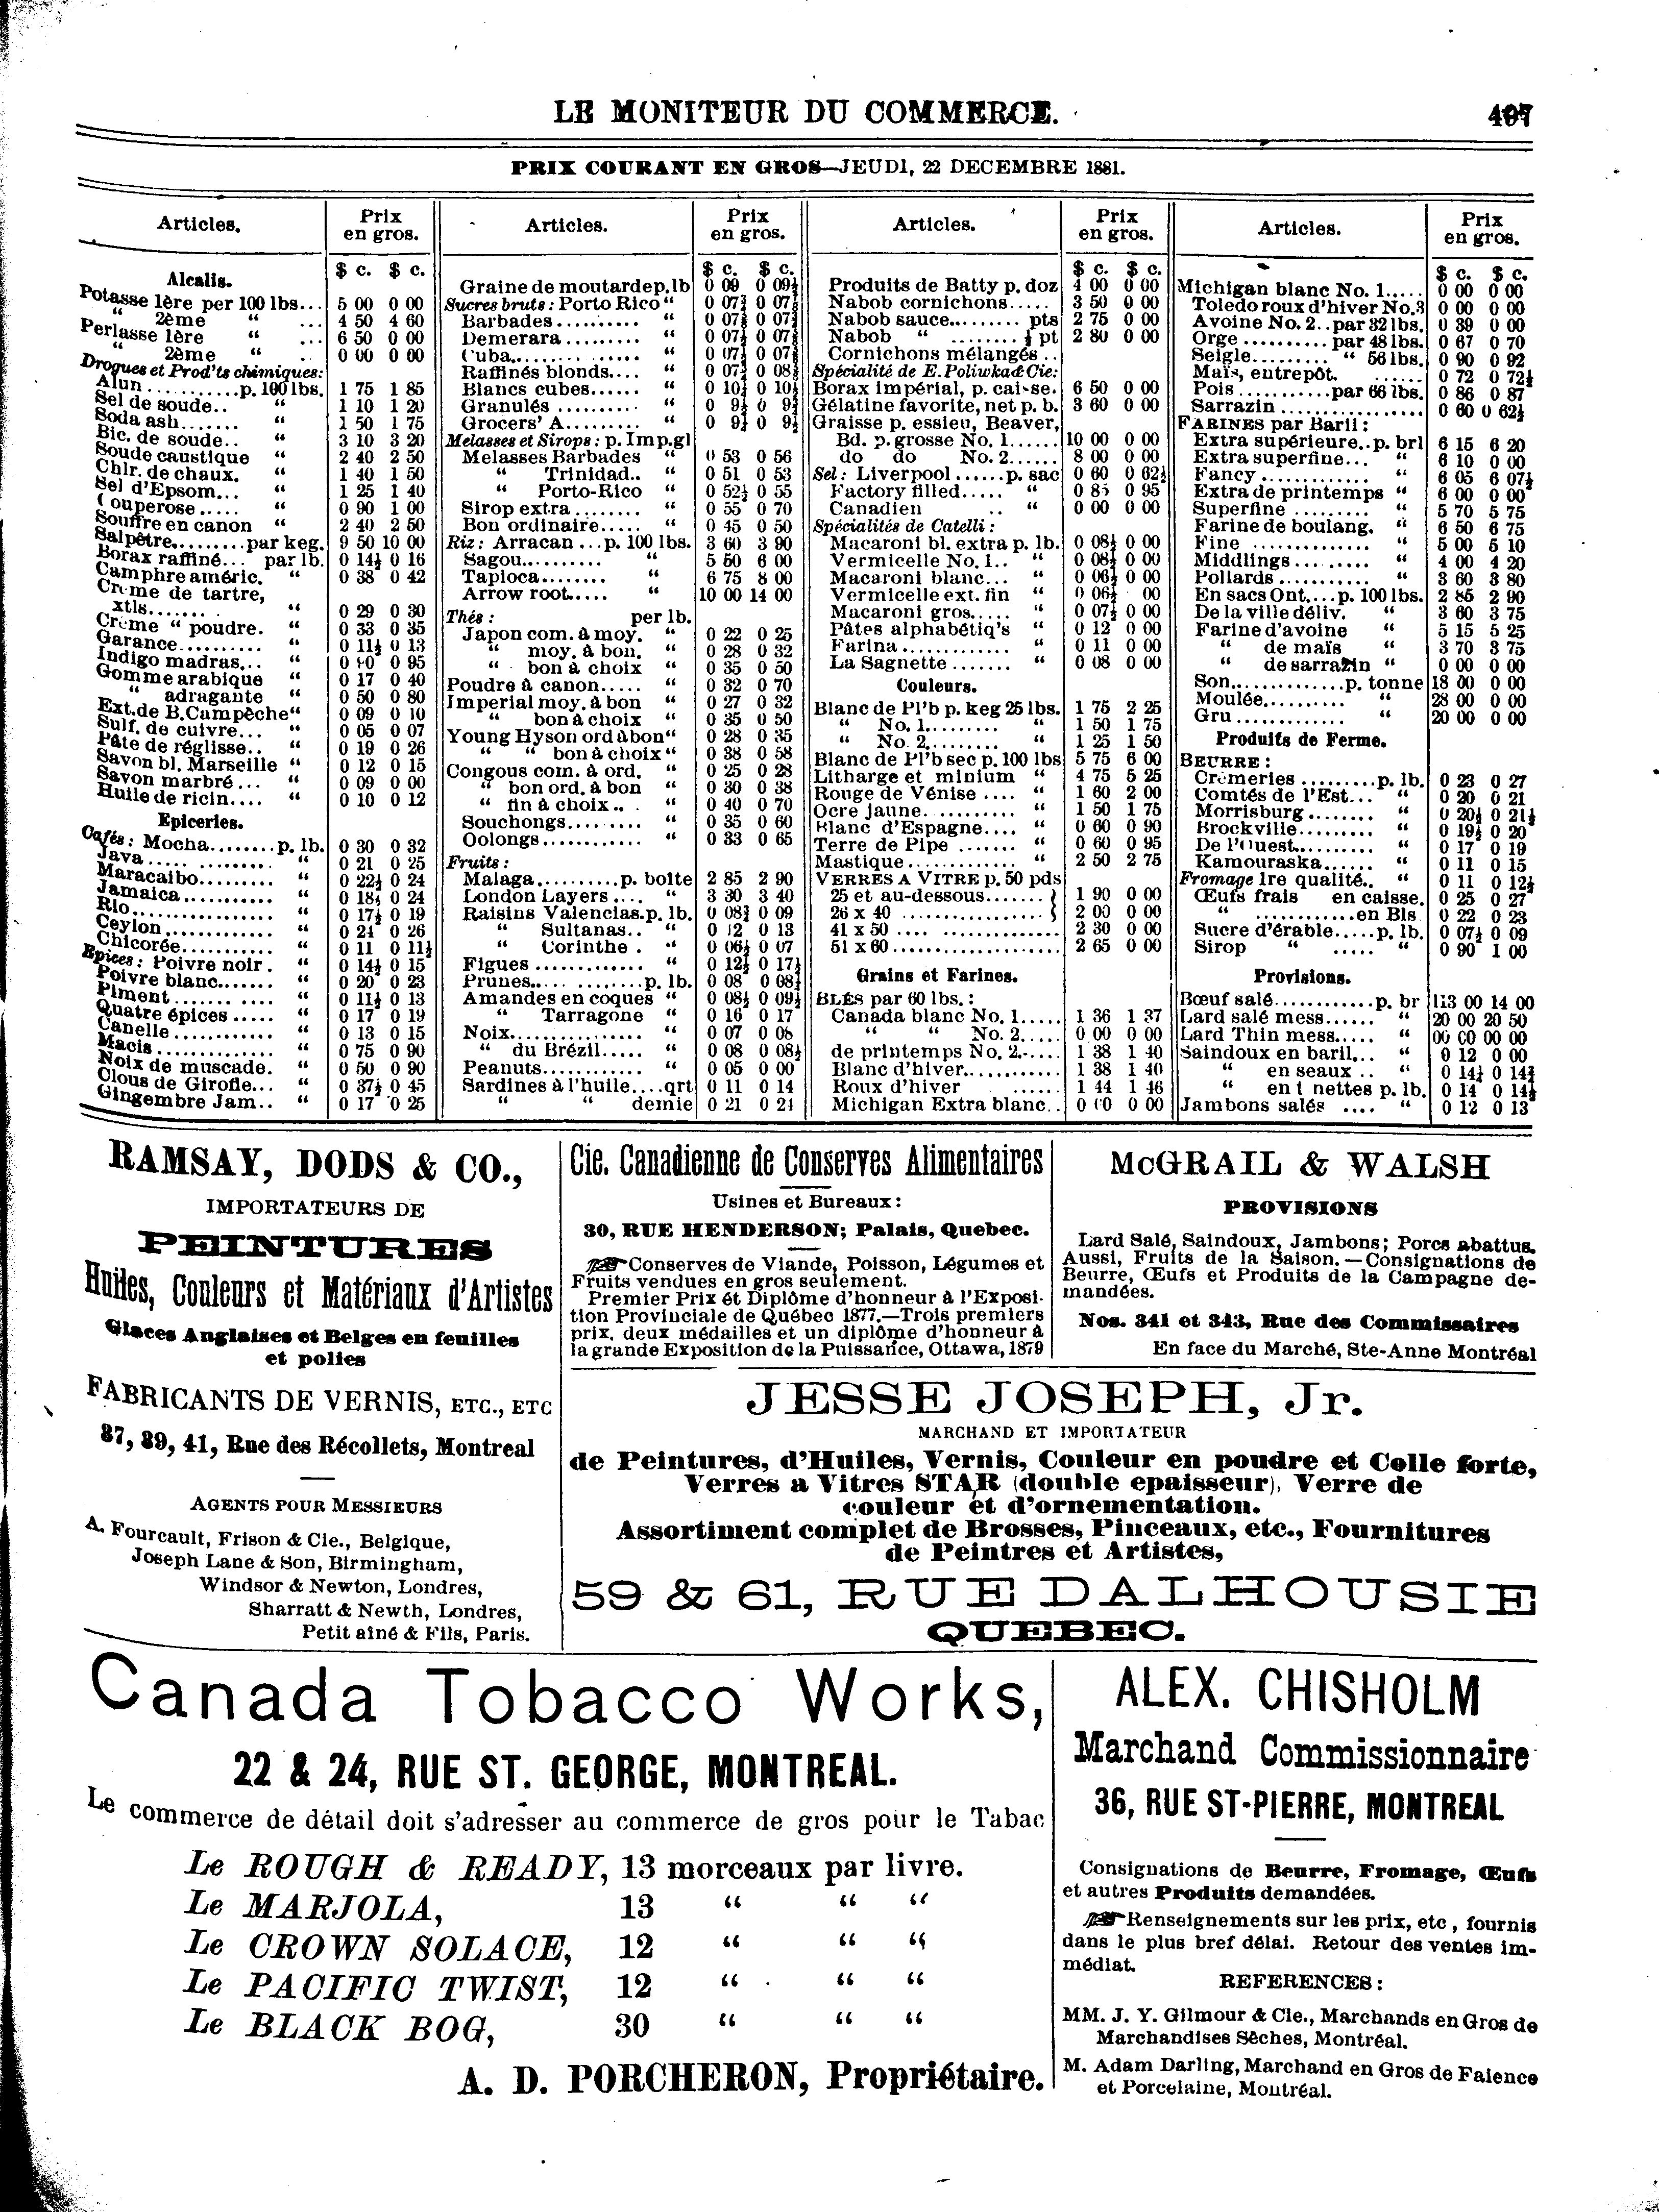 LE MONITEUR DU COMMERCE. 497
PRIX COURANT EN GROS—JEUDI, 22 DECEMBRE 1881.
Articles. Prix en gros.
$ c. $ c.
Alcalis.
Potasse 1ère per 100 lbs... 5 00 0 00
“ 2ème “ ... 4 50 4 60
Perlasse 1ère “ ... 6 50 0 00
“ 2ème “ . 0 00 0 00
Drogues et Prod'ts chimiques:
Alun..........p. 100 lbs. 1 75 1 85
Sel de soude.. “ 1 10 1 20
Soda ash...... “ 1 50 1 75
Bic. de soude.. “ 3 10 3 20
Soude caustique “ 2 40 2 50
Chlr. de chaux. “ 1 40 1 50
Sel d'Epsom... “ 1 25 1 40
Couperose..... “ 0 90 1 00
Souffre en canon “ 2 40 2 50
Salpêtre.........par keg. 9 50 10 00
Borax raffiné... par lb. 0 14½ 0 16
Camphre améric. “ 0 38 0 42
Crème de tartre,
xtls........ “ 0 29 0 30
Crème “ poudre. “ 0 33 0 35
Garance.......... “ 0 11½ 0 13
Indigo madras... “ 0 95
Gomme arabique “ 0 17 0 40
“ adragante “ 0 50 0 80
Ext. de B. Campêche “ 0 09 0 10
Sulf. de cuivre... “ 0 05 0 07
Pâte de réglisse.. “ 0 19 0 26
Savon bl. Marseille “ 0 12 0 15
Savon marbré... “ 0 09 0 00
Huile de ricin.... “ 0 10 0 12
Epiceries.
Cafés: Mocha........p. lb. 0 30 0 32
Java..... ......... “ 0 21 0 25
Maracaibo......... “ 0 22½ 0 24
Jamaica........... “ 0 18½ 0 24
Rio................. “ 0 17½ 0 19
Ceylon............. “ 0 24 0 26
Chicorée........... “ 0 11 0 11½
Epices: Poivre noir. “ 0 14½ 0 15
Poivre blanc....... “ 0 20 0 23
Piment....... .... “ 0 11½ 0 13
Quatre épices..... “ 0 17 0 19
Canelle............ “ 0 13 0 15
Macis.............. “ 0 75 0 90
Noix de muscade. “ 0 50 0 90
Clous de Girofle... “ 0 37½ 0 45
Gingembre Jam.. “ 0 17 0 25
Articles. Prix en gros.
$ c. $ c.
Graine de moutarde p. lb 0 09 0 09½
Sucres bruts: Porto Rico “ 0 07 0 07
Barbades.......... “ 0 07 0 07
Demerara......... “ 0 07 0 07
Cuba.............. “ 0 07 0 07
Raffinés blonds.... “ 0 07 0 08
Blancs cubes...... “ 0 10 0 10
Granulés .......... “ 0 9 0 9
Grocers' A......... “ 0 9 0 9
Melasses et Sirops: p. Imp. gl
Melasses Barbades “ 0 53 0 56
“ Trinidad.. “ 0 51 0 53
“ Porto-Rico “ 0 52½ 0 55
Sirop extra........ “ 0 55 0 70
Bon ordinaire..... “ 0 45 0 50
Riz: Arracan ...p. 100 lbs. 3 60 3 90
Sagou.......... “ 5 50 6 00
Tapioca........ “ 6 75 8 00
Arrow root..... “ 10 00 14 00
Thés: per lb.
Japon com. à moy. “ 0 22 0 25
“ moy. à bon. “ 0 28 0 32
“ bon à choix “ 0 35 0 50
Poudre à canon..... “ 0 32 0 70
Imperial moy. à bon “ 0 27 0 32
“ bon à choix “ 0 35 0 50
Young Hyson ord à bon “ 0 28 0 35
“ “ bon à choix “ 0 38 0 58
Congous com. à ord. “ 0 25 0 28
“ bon ord. à bon “ 0 30 0 38
“ fin à choix.. . “ 0 40 0 70
Souchongs.......... “ 0 35 0 60
Oolongs............ “ 0 33 0 65
Fruits:
Malaga..........p. boîte 2 85 2 90
London Layers.... “ 3 30 3 40
Raisins Valencias. p. lb. 0 08¾ 0 09
“ Sultanas.. “ 0 12 0 13
“ Corinthe . “ 0 06½ 0 07
Figues ............. “ 0 12½ 0 17½
Prunes.... ........p. lb. 0 08 0 08½
Amandes en coques “ 0 08½ 0 09½
“ Tarragone “ 0 16 0 17
Noix............... “ 0 07 0 08
“ du Brézil..... “ 0 08 0 08½
Peanuts............ “ 0 05 0 00
Sardines à l'huile....qrt 0 11 0 14
“ “ demie 0 21 0 21
Articles. Prix en gros.
$ c. $ c.
Produits de Batty p. doz 4 00 0 00
Nabob cornichons..... 3 50 0 00
Nabob sauce......... pts 2 75 0 00
Nabob “ ........ ½ pt 2 80 0 00
Cornichons mélangés ..
Spécialité de E. Poliwka & Cie:
Borax impérial, p. caisse. 6 50 0 00
Gélatine favorite, net p. b. 3 60 0 00
Graisse p. essieu, Beaver,
Bd. p. grosse No. 1...... 10 00 0 00
do do No. 2...... 8 00 0 00
Sel: Liverpool......p. sac 0 60 0 62½
Factory filled..... “ 0 85 0 95
Canadien .. “ 0 00 0 00
Spécialités de Catelli:
Macaroni bl. extra p. lb. 0 08½ 0 00
Vermicelle No. 1.. “ 0 08½ 0 00
Macaroni blanc... “ 0 06½ 0 00
Vermicelle ext. fin “ 0 06½ 00
Macaroni gros..... “ 0 07½ 0 00
Pâtes alphabétiq's “ 0 12 0 00
Farina............. “ 0 11 0 00
La Sagnette....... “ 0 08 0 00
Couleurs.
Blanc de Pl'b p. keg 25 lbs. 1 75 2 25
“ No. 1......... “ 1 50 1 75
“ No. 2......... “ 1 25 1 50
Blanc de Pl'b sec p. 100 lbs 5 75 6 00
Litharge et minium “ 4 75 5 25
Rouge de Vénise .... “ 1 60 2 00
Ocre jaune........... “ 1 50 1 75
Blanc d'Espagne.... “ 0 60 0 90
Terre de Pipe ....... “ 0 60 0 95
Mastique............. “ 2 50 2 75
VERRES A VITRE p. 50 pds
25 et au-dessous....... 1 90 0 00
26 x 40 .................. 2 00 0 00
41 x 50 .... ............. 2 30 0 00
51 x 60.................... 2 65 0 00
Grains et Farines.
BLÉS par 60 lbs.:
Canada blanc No. 1..... 1 36 1 37
“ “ No. 2..... 0 00 0 00
de printemps No. 2..... 1 38 1 40
Blanc d'hiver............ 1 38 1 40
Roux d'hiver ...... 1 44 1 46
Michigan Extra blanc.. 0 00 0 00
Articles. Prix en gros.
$ c. $ c.
Michigan blanc No. 1..... 0 00 0 00
Toledo roux d'hiver No. 3 0 00 0 00
Avoine No. 2..par 32 lbs. 0 39 0 00
Orge ...........par 48 lbs. 0 67 0 70
Seigle......... “ 56 lbs. 0 90 0 92
Maïs, entrepôt. ...... 0 72 0 72½
Pois...........par 66 lbs. 0 86 0 87
Sarrazin ................ 0 60 0 62½
FARINES par Baril:
Extra supérieure..p. brl 6 15 6 20
Extra superfine... “ 6 10 0 00
Fancy............. “ 6 05 6 07½
Extra de printemps “ 6 00 0 00
Superfine ......... “ 5 70 5 75
Farine de boulang. “ 6 50 6 75
Fine .............. “ 5 00 5 10
Middlings.......... “ 4 00 4 20
Pollards........... “ 3 60 3 80
En sacs Ont....p. 100 lbs. 2 85 2 90
De la ville déliv. “ 3 60 3 75
Farine d'avoine “ 5 15 5 25
“ de maïs “ 3 70 3 75
“ de sarrazin “ 0 00 0 00
Son..............p. tonne 18 00 0 00
Moulée.......... “ 28 00 0 00
Gru............. “ 20 00 0 00
Produits de Ferme.
BEURRE:
Crèmeries .........p. lb. 0 23 0 27
Comtés de l'Est... “ 0 20 0 21
Morrisburg........ “ 0 20½ 0 21½
Brockville......... “ 0 19½ 0 20
De l'Ouest......... “ 0 17 0 19
Kamouraska...... “ 0 11 0 15
Fromage 1re qualité.. “ 0 11 0 12½
Œufs frais en caisse. 0 25 0 27
“ ............en Bls. 0 22 0 23
Sucre d'érable.....p. lb. 0 07½ 0 09
Sirop “ ..... “ 0 90 1 00
Provisions.
Bœuf salé...........p. br 13 00 14 00
Lard salé mess...... “ 20 00 20 50
Lard Thin mess..... “ 00 00 00 00
Saindoux en baril... “ 0 12 0 00
“ en seaux .. “ 0 14 0 14
“ en tinettes p. lb. 0 14 0 14½
Jambons salés .... “ 0 12 0 13
RAMSAY, DODS & CO.,
IMPORTATEURS DE
PEINTURES
Huiles, Couleurs et Matériaux d'Artistes
Glaces Anglaises et Belges en feuilles
et polies
FABRICANTS DE VERNIS, ETC., ETC
37, 39, 41, Rue des Récollets, Montreal
AGENTS POUR MESSIEURS
A. Fourcault, Frison & Cie., Belgique,
Joseph Lane & Son, Birmingham,
Windsor & Newton, Londres,
Sharratt & Newth, Londres,
Petit aîné & Fils, Paris.
Cie. Canadienne de Conserves Alimentaires
Usines et Bureaux:
30, RUE HENDERSON; Palais, Quebec.
Conserves de Viande, Poisson, Légumes et
Fruits vendues en gros seulement.
Premier Prix ét Diplôme d'honneur à l'Exposi-
tion Provinciale de Québec 1877.—Trois premiers
prix, deux médailles et un diplôme d'honneur à
la grande Exposition de la Puissance, Ottawa, 1879
McGRAIL & WALSH
PROVISIONS
Lard Salé, Saindoux, Jambons; Porcs abattus.
Aussi, Fruits de la Saison.—Consignations de
Beurre, Œufs et Produits de la Campagne de-
mandées.
Nos. 341 et 343, Rue des Commissaires
En face du Marché, Ste-Anne Montréal
JESSE JOSEPH, Jr.
MARCHAND ET IMPORTATEUR
de Peintures, d'Huiles, Vernis, Couleur en poudre et Colle forte,
Verres a Vitres STAR (double epaisseur), Verre de
couleur et d'ornementation.
Assortiment complet de Brosses, Pinceaux, etc., Fournitures
de Peintres et Artistes,
59 & 61, RUE DALHOUSIE
QUEBEC.
Canada Tobacco Works,
22 & 24, RUE ST. GEORGE, MONTREAL.
Le commerce de détail doit s'adresser au commerce de gros pour le Tabac
Le ROUGH & READY, 13 morceaux par livre.
Le MARJOLA, 13 “ “ “
Le CROWN SOLACE, 12 “ “ “
Le PACIFIC TWIST, 12 “ “ “
Le BLACK BOG, 30 “ “ “
A. D. PORCHERON, Propriétaire.
ALEX. CHISHOLM
Marchand Commissionnaire
36, RUE ST-PIERRE, MONTREAL
Consignations de Beurre, Fromage, Œufs
et autres Produits demandées.
Renseignements sur les prix, etc, fournis
dans le plus bref délai. Retour des ventes im-
médiat.
REFERENCES:
MM. J. Y. Gilmour & Cie., Marchands en Gros de
Marchandises Sèches, Montréal.
M. Adam Darling, Marchand en Gros de Faience
et Porcelaine, Montréal.